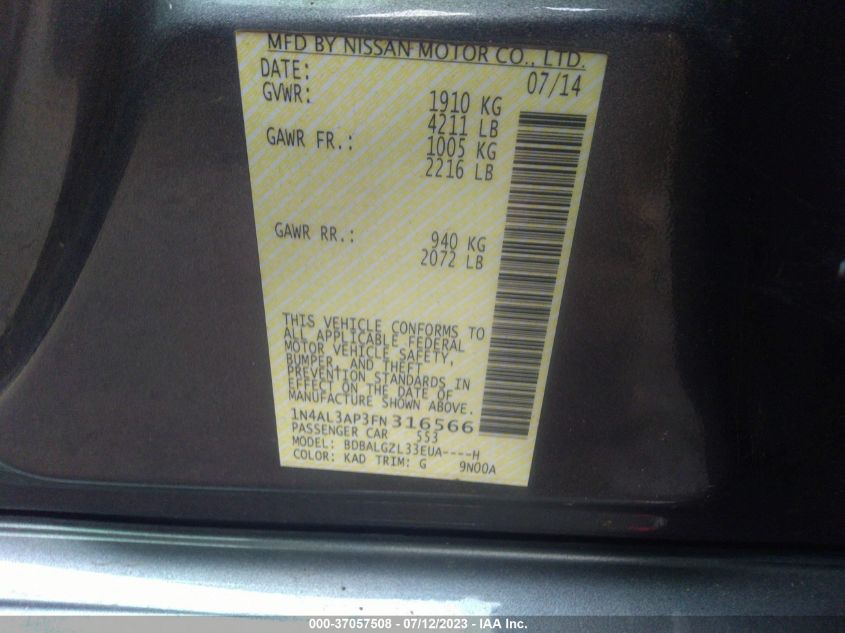 MFD BY NISSAN MOTOR CO., LTD.
DATE: 07/14
GVWR: 1910 KG
4211 LB
GAWR FR.: 1005 KG
2216 LB
GAWR RR.: 940 KG
2072 LB
THIS VEHICLE CONFORMS TO
ALL APPLICABLE FEDERAL
MOTOR VEHICLE SAFETY,
BUMPER, AND THEFT
PREVENTION STANDARDS IN
EFFECT ON THE DATE OF
MANUFACTURE SHOWN ABOVE.
1N4AL3AP3FN316566
PASSENGER CAR 553
MODEL: BDBALGZL33EUA----H
COLOR: KAD TRIM: G 9N00A
000-37057508 - 07/12/2023 - IAA Inc.